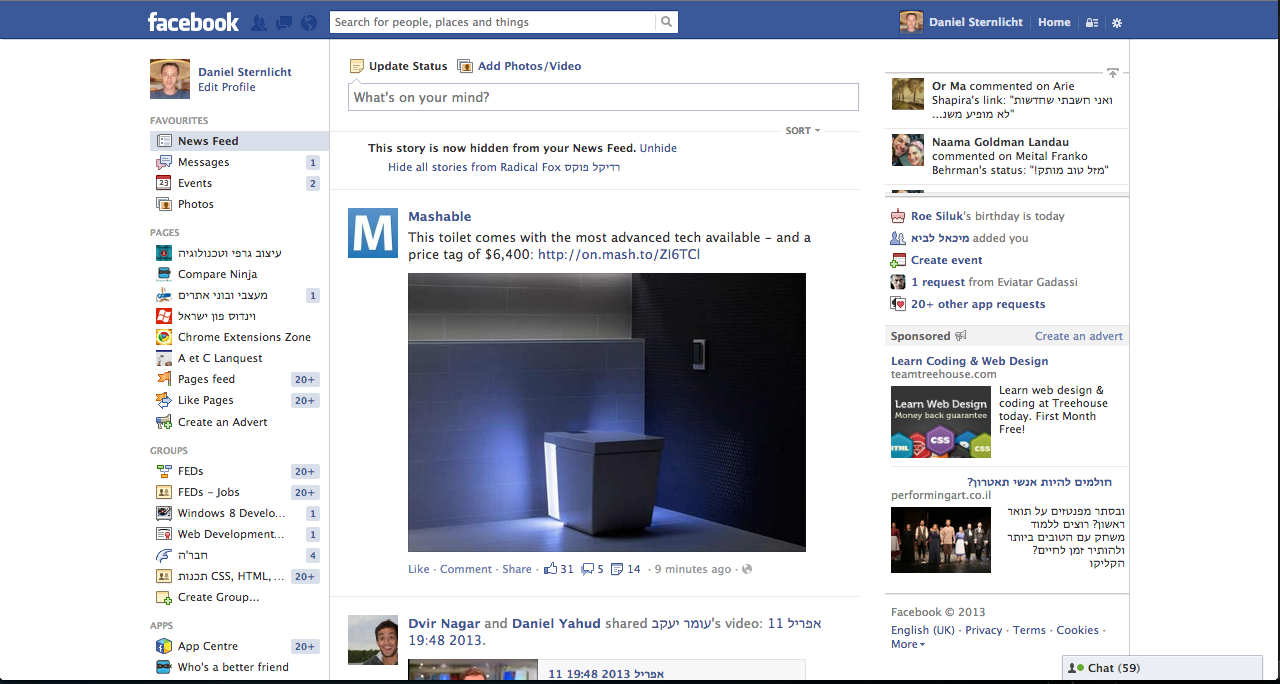 facebook
Search for people, places and things
Daniel Sternlicht
Home
Daniel Sternlicht
Edit Profile
FAVOURITES
News Feed
Messages 1
Events 2
Photos
PAGES
עיצוב גרפי וטכנולוגיה
Compare Ninja
מעצבי ובוני אתרים 1
וינדוס פון ישראל
Chrome Extensions Zone
A et C Lanquest
Pages feed 20+
Like Pages 20+
Create an Advert
GROUPS
FEDs 20+
FEDs - Jobs 20+
Windows 8 Develo... 1
Web Development... 1
חבר'ה 4
תכנות CSS, HTML, ... 20+
Create Group...
APPS
App Centre 20+
Who's a better friend
Update Status
Add Photos/Video
What's on your mind?
SORT
This story is now hidden from your News Feed. Unhide
Hide all stories from Radical Fox רדיקל פוקס
M
Mashable
This toilet comes with the most advanced tech available – and a
price tag of $6,400: http://on.mash.to/Zl6TCl
Like · Comment · Share · 31 5 14 · 9 minutes ago ·
Dvir Nagar and Daniel Yahud shared עומר יעקב's video: 11 אפריל
19:48 2013.
11 19:48 2013 אפריל
Or Ma commented on Arie
Shapira's link: "ואני חשבתי שחדשות
לא מופיע משנ..."
Naama Goldman Landau
commented on Meital Franko
Behrman's status: "מזל טוב מותק!"
Roe Siluk's birthday is today
מיכאל לביא added you
Create event
1 request from Eviatar Gadassi
20+ other app requests
Sponsored
Create an advert
Learn Coding & Web Design
teamtreehouse.com
Learn Web Design
Money back guarantee
HTML
CSS
CSS
Learn web design &
coding at Treehouse
today. First Month
Free!
חולמים להיות אנשי תאטרון?
performingart.co.il
ובסתר מפנטזים על תואר
ראשון? רוצים ללמוד
משחק עם הטובים ביותר
ולהותיר זמן לחיים?
הקליקו
Facebook © 2013
English (UK) · Privacy · Terms · Cookies ·
More
Chat (59)